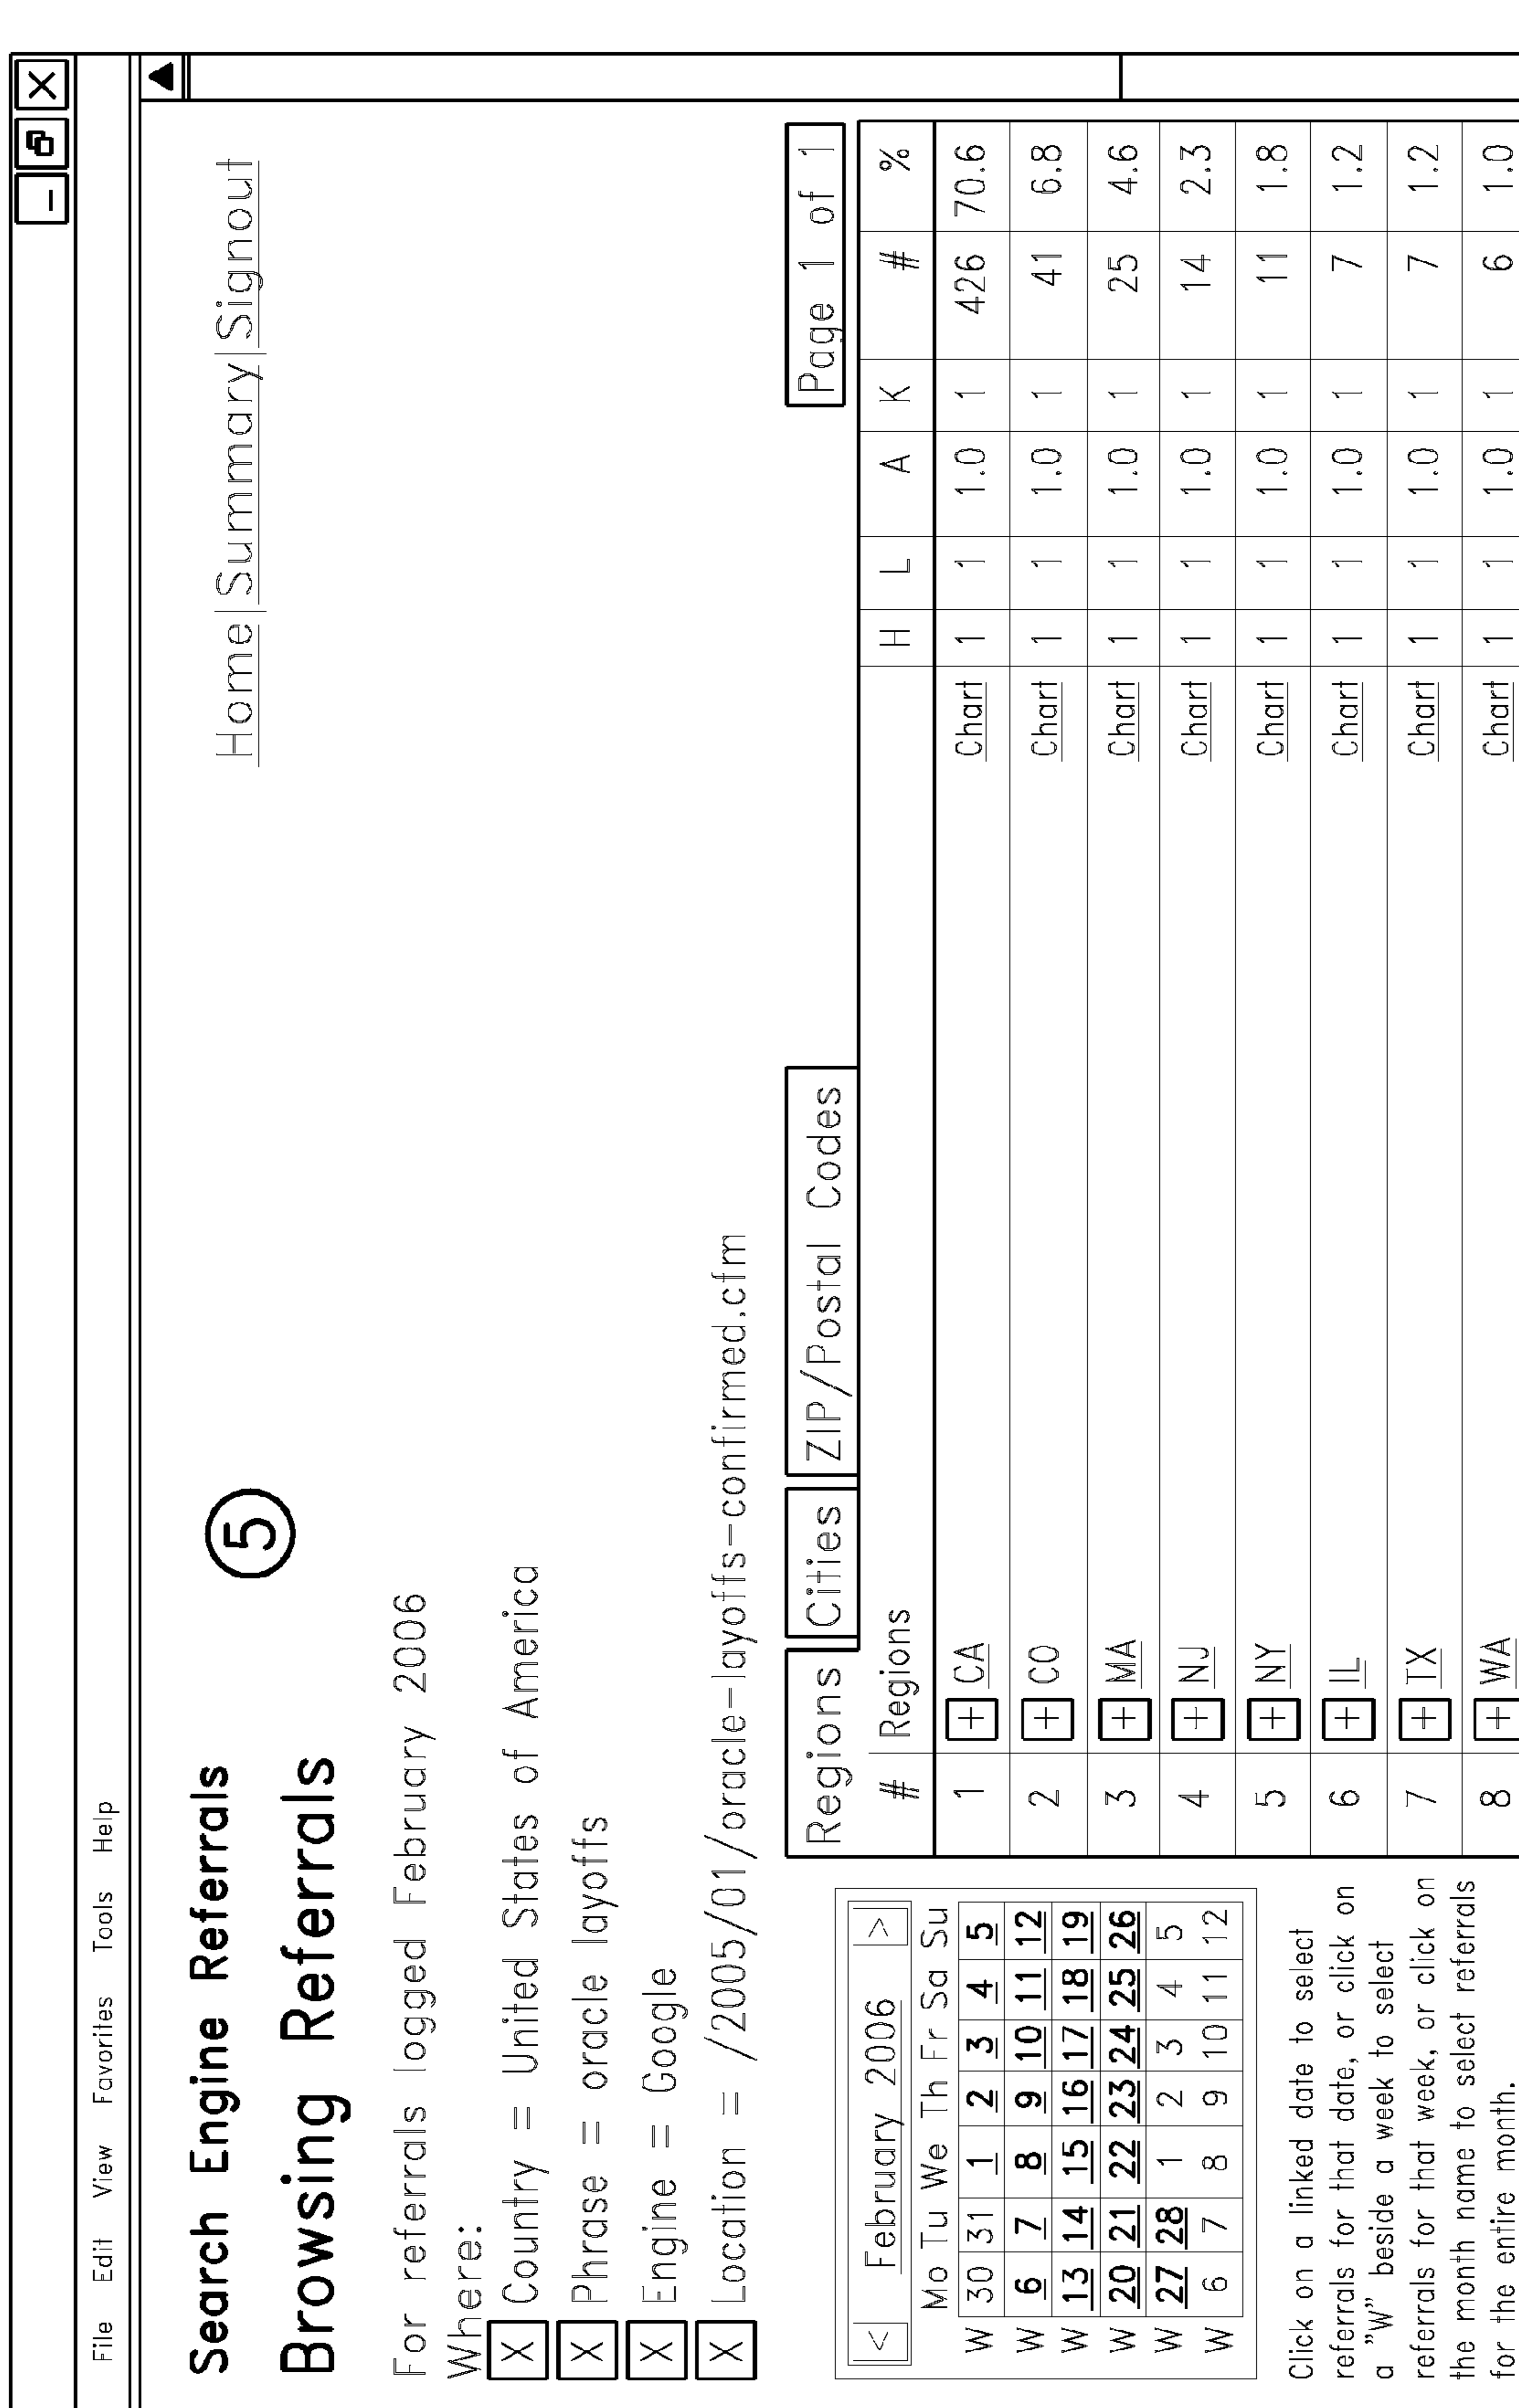 File Edit View Favorites Tools Help
Search Engine Referrals
5
Home|Summary|Signout
Browsing Referrals
For referrals logged February 2006
Where:
X Country = United States of America
X Phrase = oracle layoffs
X Engine = Google
X Location = /2005/01/oracle-layoffs-confirmed.cfm
Regions Cities ZIP/Postal Codes Page 1 of 1
< February 2006 >
Mo Tu We Th Fr Sa Su
W 30 31 1 2 3 4 5
W 6 7 8 9 10 11 12
W 13 14 15 16 17 18 19
W 20 21 22 23 24 25 26
W 27 28 1 2 3 4 5
W 6 7 8 9 10 11 12
Click on a linked date to select
referrals for that date, or click on
a "W" beside a week to select
referrals for that week, or click on
the month name to select referrals
for the entire month.
# Regions H L A K # %
1 + CA Chart 1 1 1.0 1 426 70.6
2 + CO Chart 1 1 1.0 1 41 6.8
3 + MA Chart 1 1 1.0 1 25 4.6
4 + NJ Chart 1 1 1.0 1 14 2.3
5 + NY Chart 1 1 1.0 1 11 1.8
6 + IL Chart 1 1 1.0 1 7 1.2
7 + TX Chart 1 1 1.0 1 7 1.2
8 + WA Chart 1 1 1.0 1 6 1.0